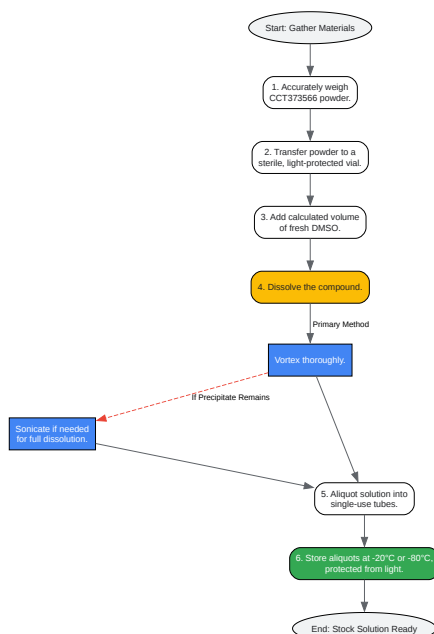 Start: Gather Materials
1. Accurately weigh
CCT373566 powder.
2. Transfer powder to a
sterile, light-protected vial.
3. Add calculated volume
of fresh DMSO.
4. Dissolve the compound.
Primary Method
Vortex thoroughly.
If Precipitate Remains
Sonicate if needed
for full dissolution.
5. Aliquot solution into
single-use tubes.
6. Store aliquots at -20°C or -80°C,
protected from light.
End: Stock Solution Ready